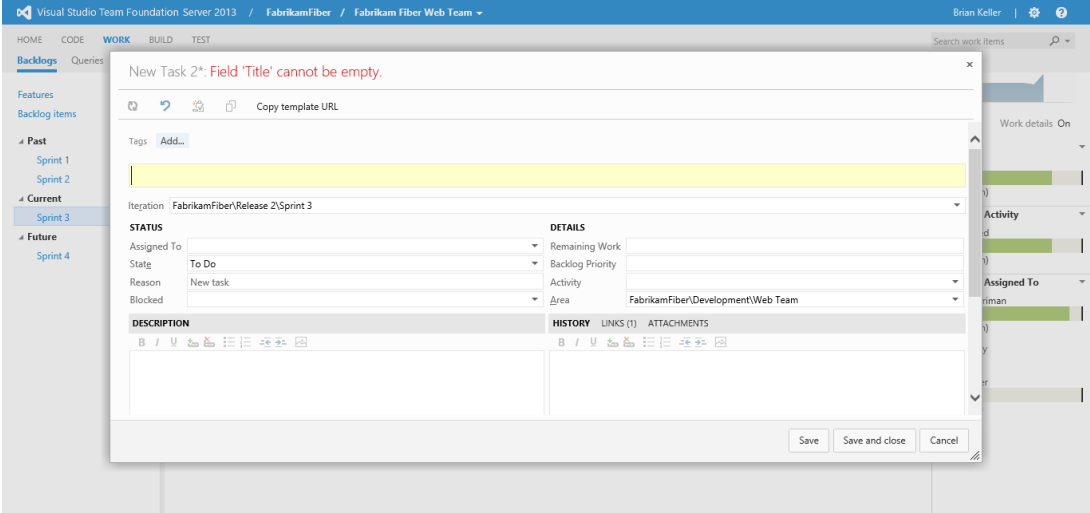 Visual Studio Team Foundation Server 2013 / FabrikamFiber / Fabrikam Fiber Web Team
Brian Keller |
HOME CODE WORK BUILD TEST
Search work items
Backlogs Queries
New Task 2*: Field 'Title' cannot be empty.
Copy template URL
Features
Backlog items
Work details On
Past
Sprint 1
Sprint 2
Current
Sprint 3
Future
Sprint 4
Tags Add...
Iteration FabrikamFiber\Release 2\Sprint 3
STATUS
Assigned To
State To Do
Reason New task
Blocked
DETAILS
Remaining Work
Backlog Priority
Activity
Area FabrikamFiber\Development\Web Team
Activity
Assigned To
DESCRIPTION
B I U
HISTORY LINKS (1) ATTACHMENTS
B I U
Save Save and close Cancel